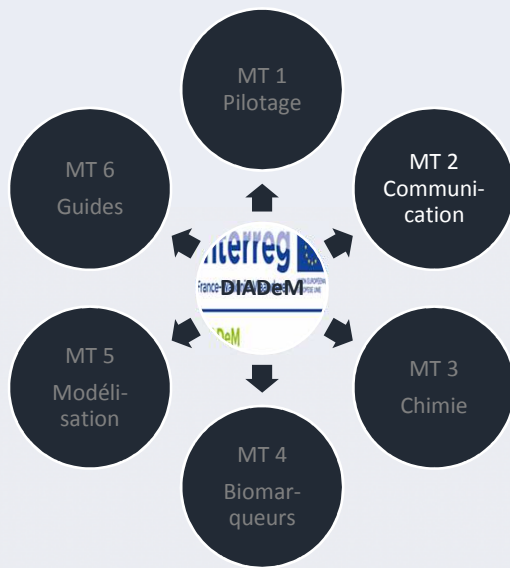 MT 1
Pilotage
MT 2
Communi-
cation
MT 3
Chimie
MT 4
Biomar-
queurs
MT 5
Modéli-
sation
MT 6
Guides
DIADeM